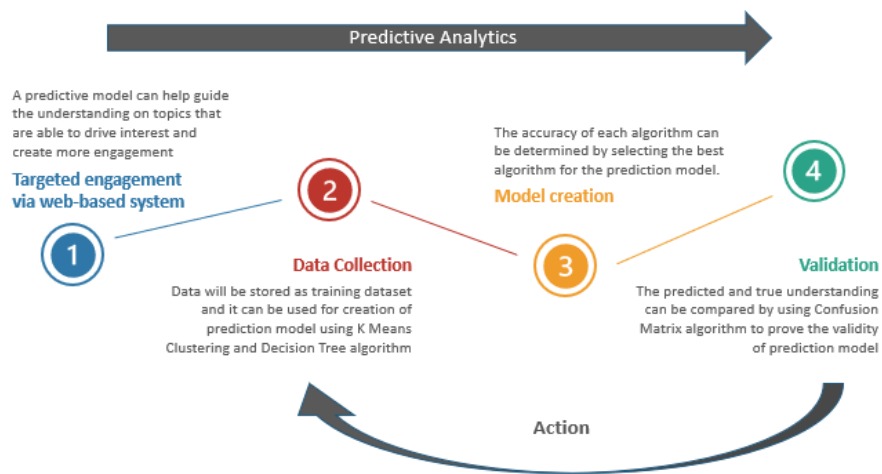 Predictive Analytics
A predictive model can help guide
the understanding on topics that
are able to drive interest and
create more engagement
Targeted engagement
via web-based system
1
2
Data Collection
Data will be stored as training dataset
and it can be used for creation of
prediction model using K Means
Clustering and Decision Tree algorithm
The accuracy of each algorithm can
be determined by selecting the best
algorithm for the prediction model.
Model creation
3
4
Validation
The predicted and true understanding
can be compared by using Confusion
Matrix algorithm to prove the validity
of prediction model
Action